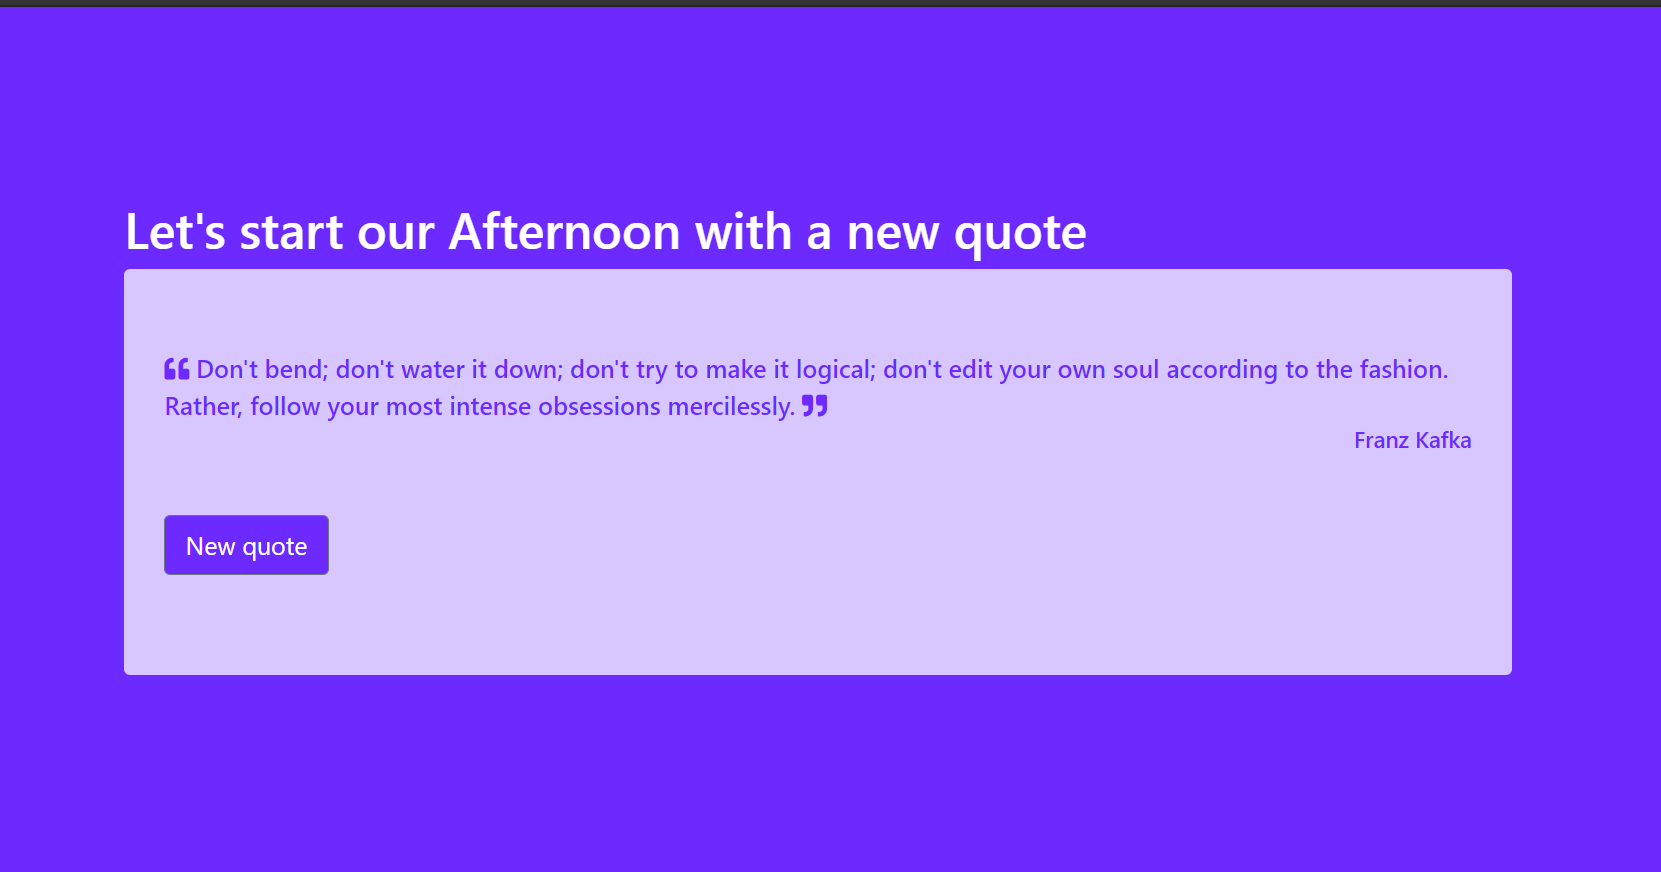 Let's start our Afternoon with a new quote
❝ Don't bend; don't water it down; don't try to make it logical; don't edit your own soul according to the fashion.
Rather, follow your most intense obsessions mercilessly. ❞
Franz Kafka
New quote